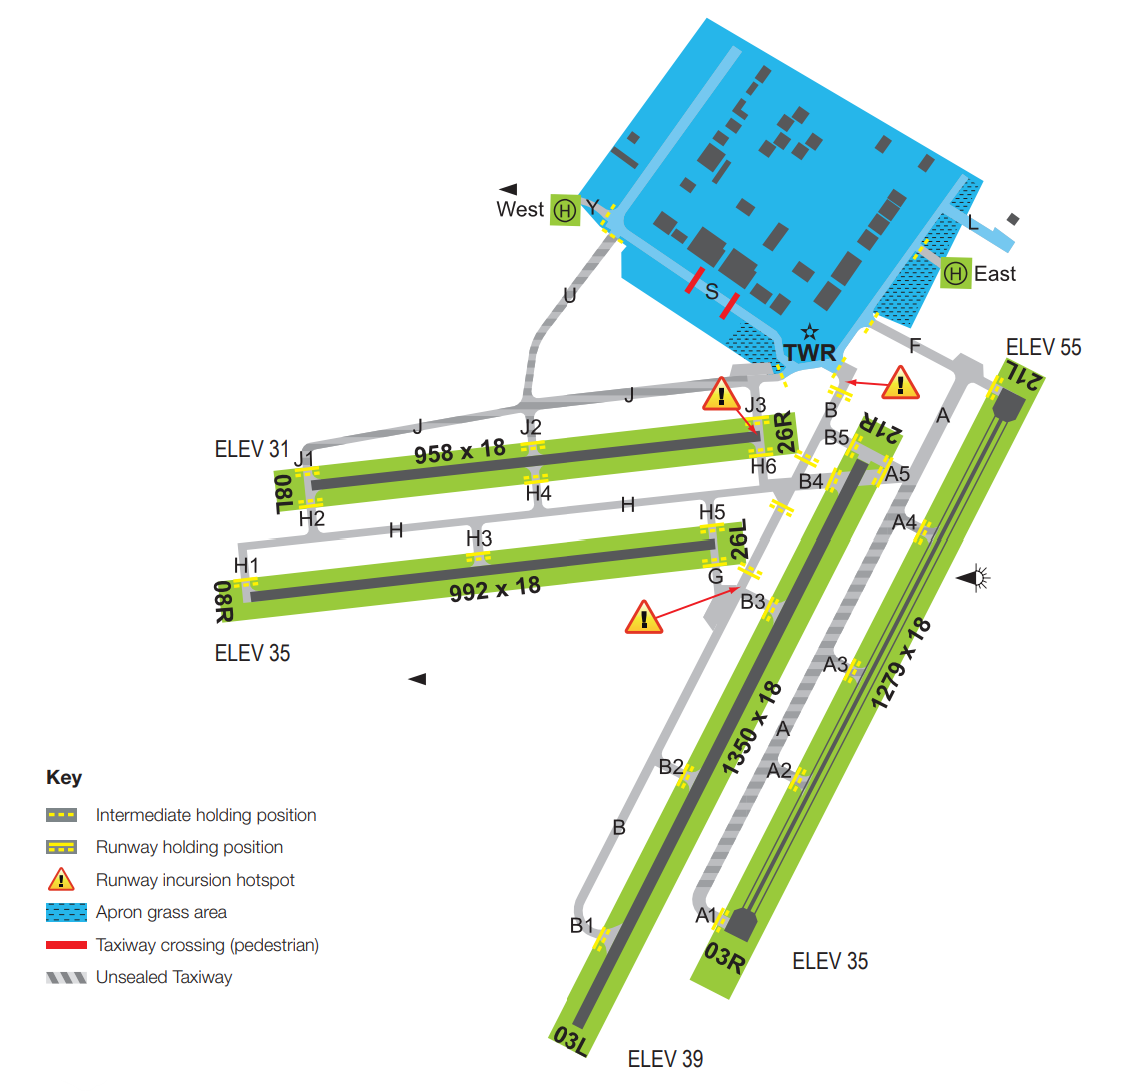 West
H
Y
L
H
East
U
S
TWR
F
ELEV 55
21L
J
J
J3
B
A
ELEV 31
J1
958 x 18
J2
26R
B5
21R
08L
H2
H4
H6
B4
A5
H
H
H3
H5
26L
A4
H1
08R
992 x 18
G
B3
ELEV 35
A3
1279 x 18
1350 x 18
A
B2
A2
B
B1
A1
03R
ELEV 35
03L
ELEV 39
Key
Intermediate holding position
Runway holding position
Runway incursion hotspot
Apron grass area
Taxiway crossing (pedestrian)
Unsealed Taxiway